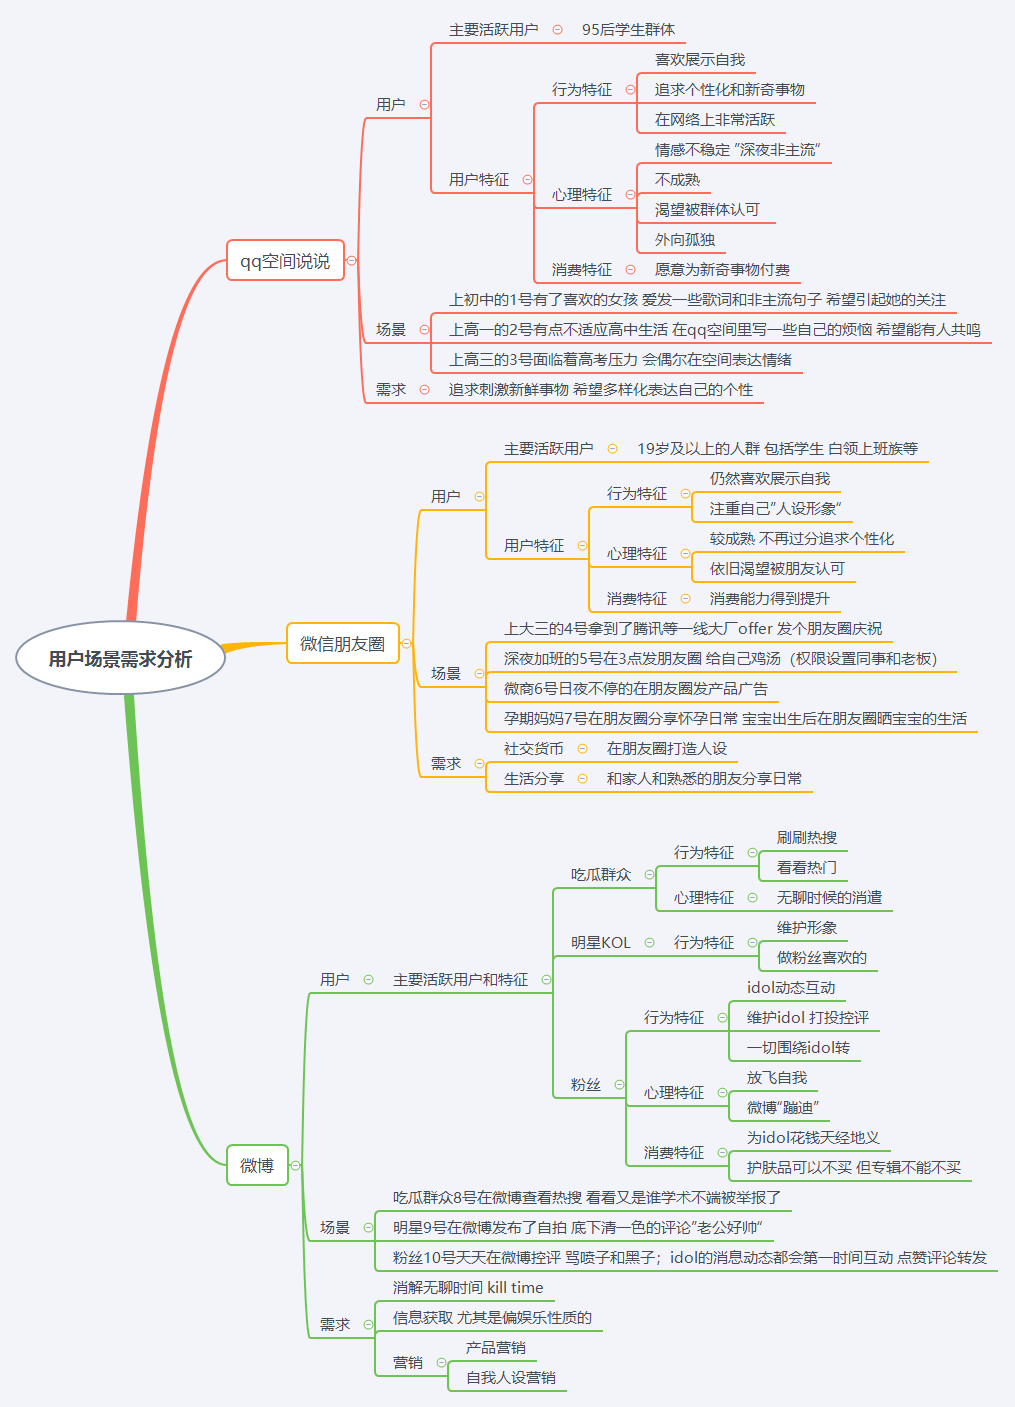 用户场景需求分析
qq空间说说
用户
主要活跃用户
95后学生群体
用户特征
行为特征
喜欢展示自我
追求个性化和新奇事物
在网络上非常活跃
心理特征
情感不稳定 ”深夜非主流“
不成熟
渴望被群体认可
外向孤独
消费特征
愿意为新奇事物付费
场景
上初中的1号有了喜欢的女孩 爱发一些歌词和非主流句子 希望引起她的关注
上高一的2号有点不适应高中生活 在qq空间里写一些自己的烦恼 希望能有人共鸣
上高三的3号面临着高考压力 会偶尔在空间表达情绪
需求
追求刺激新鲜事物 希望多样化表达自己的个性
微信朋友圈
用户
主要活跃用户
19岁及以上的人群 包括学生 白领上班族等
用户特征
行为特征
仍然喜欢展示自我
注重自己”人设形象“
心理特征
较成熟 不再过分追求个性化
依旧渴望被朋友认可
消费特征
消费能力得到提升
场景
上大三的4号拿到了腾讯等一线大厂offer 发个朋友圈庆祝
深夜加班的5号在3点发朋友圈 给自己鸡汤（权限设置同事和老板）
微商6号日夜不停的在朋友圈发产品广告
孕期妈妈7号在朋友圈分享怀孕日常 宝宝出生后在朋友圈晒宝宝的生活
需求
社交货币
在朋友圈打造人设
生活分享
和家人和熟悉的朋友分享日常
微博
用户
主要活跃用户和特征
吃瓜群众
行为特征
刷刷热搜
看看热门
心理特征
无聊时候的消遣
明星KOL
行为特征
维护形象
做粉丝喜欢的
粉丝
行为特征
idol动态互动
维护idol 打投控评
一切围绕idol转
心理特征
放飞自我
微博“蹦迪”
消费特征
为idol花钱天经地义
护肤品可以不买 但专辑不能不买
场景
吃瓜群众8号在微博查看热搜 看看又是谁学术不端被举报了
明星9号在微博发布了自拍 底下清一色的评论”老公好帅“
粉丝10号天天在微博控评 骂喷子和黑子；idol的消息动态都会第一时间互动 点赞评论转发
需求
消解无聊时间 kill time
信息获取 尤其是偏娱乐性质的
营销
产品营销
自我人设营销